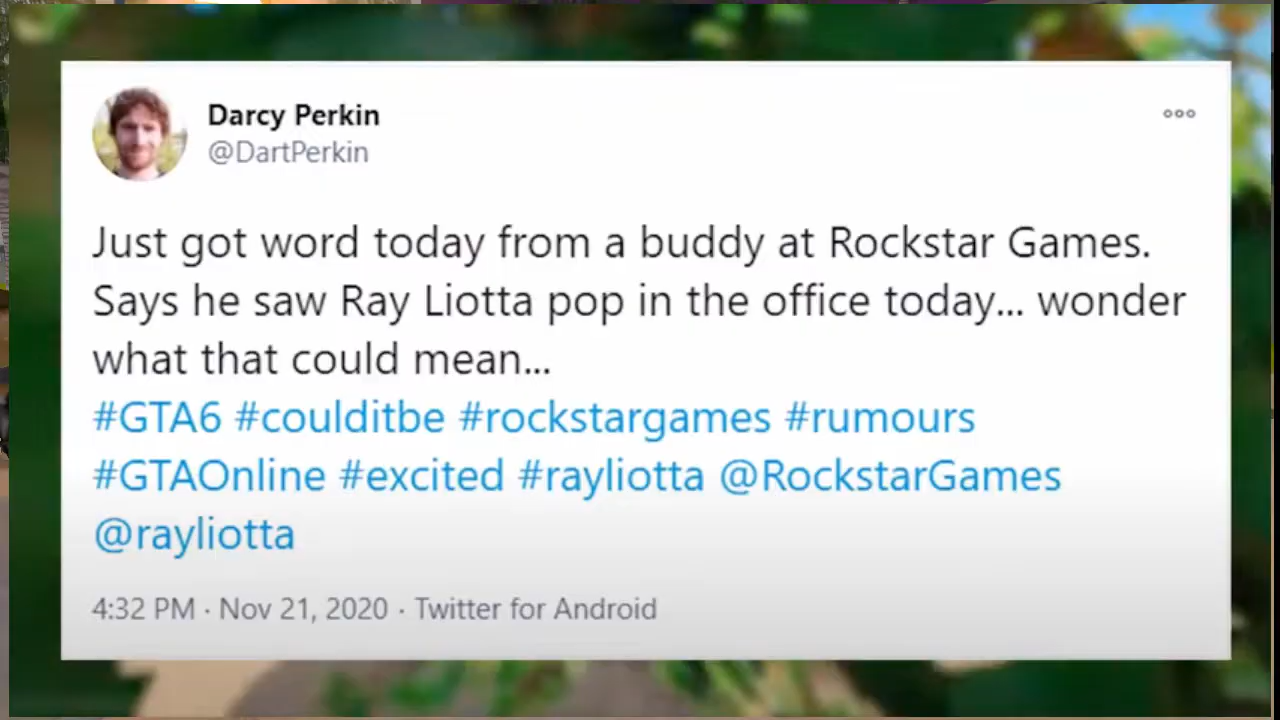 Darcy Perkin
@DartPerkin
Just got word today from a buddy at Rockstar Games.
Says he saw Ray Liotta pop in the office today... wonder
what that could mean...
#GTA6 #coulditbe #rockstargames #rumours
#GTAOnline #excited #rayliotta @RockstarGames
@rayliotta
4:32 PM · Nov 21, 2020 · Twitter for Android